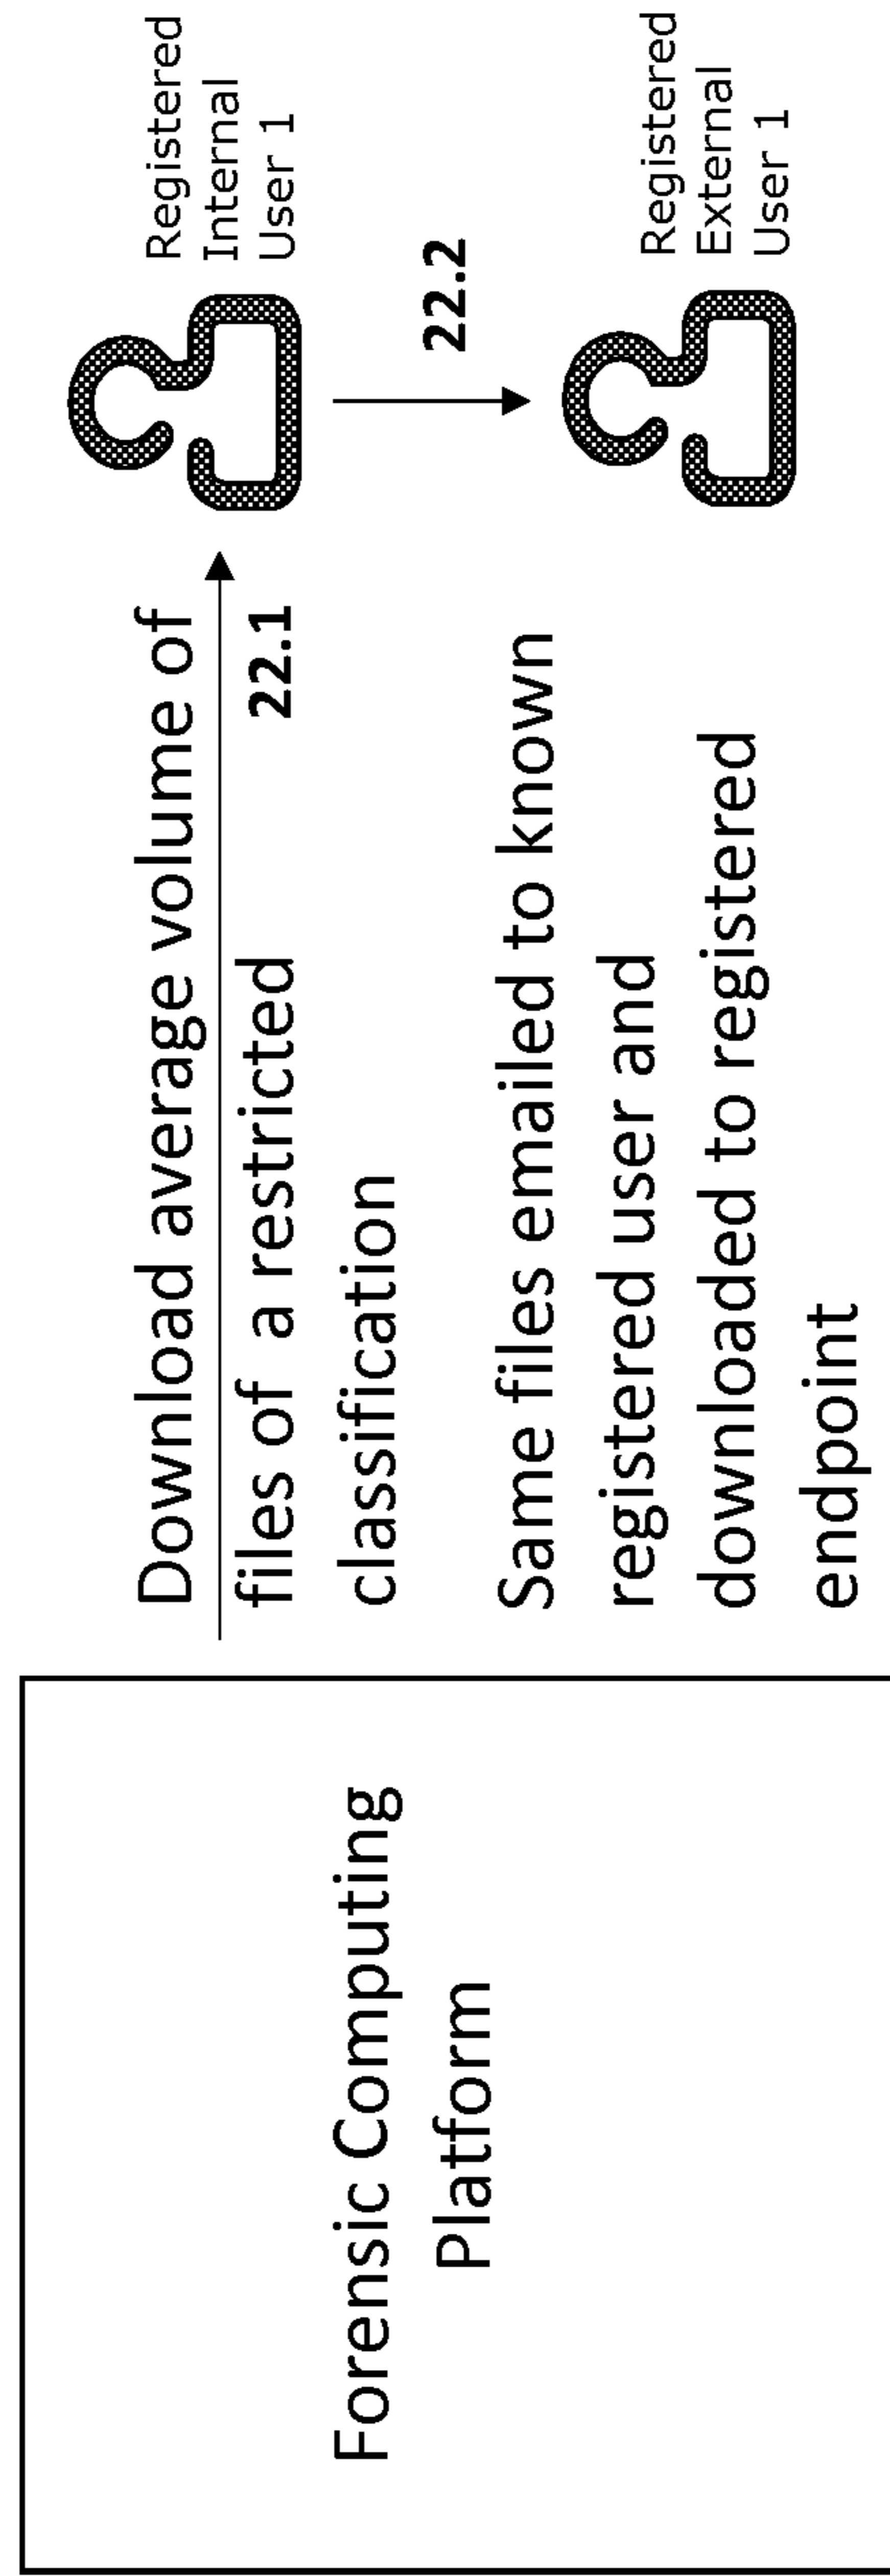 Forensic Computing
Platform
Download average volume of
22.1
files of a restricted
classification
Same files emailed to known
registered user and
downloaded to registered
endpoint
Registered
Internal
User 1
22.2
Registered
External
User 1